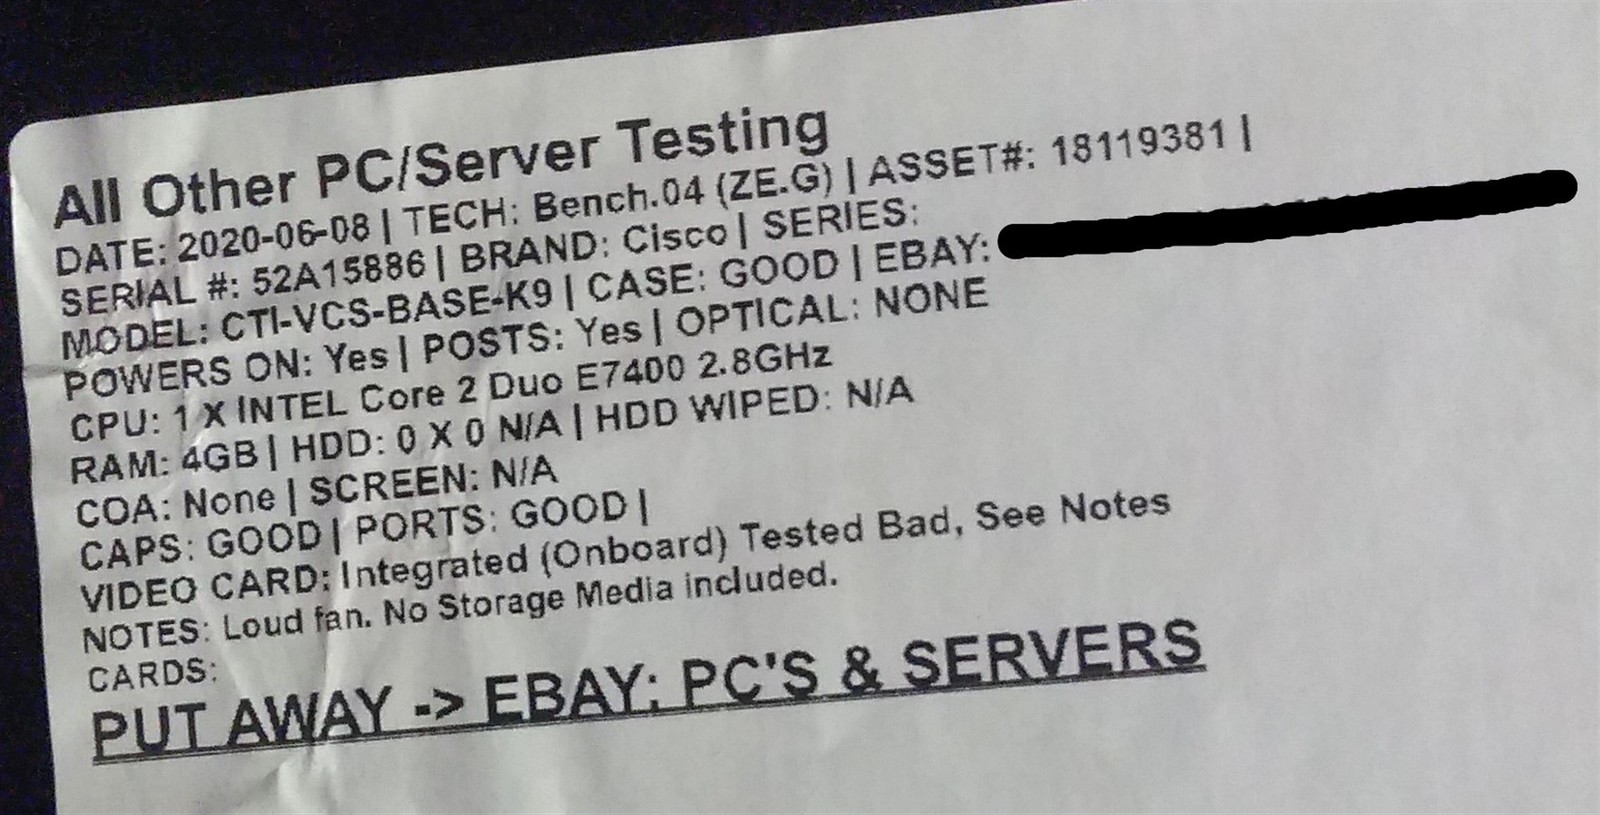 All Other PC/Server Testing
DATE: 2020-06-08 | TECH: Bench.04 (ZE.G) | ASSET#: 18119381 |
SERIAL #: 52A15886 | BRAND: Cisco | SERIES:
MODEL: CTI-VCS-BASE-K9 | CASE: GOOD | EBAY:
POWERS ON: Yes | POSTS: Yes | OPTICAL: NONE
CPU: 1 X INTEL Core 2 Duo E7400 2.8GHz
RAM: 4GB | HDD: 0 X 0 N/A | HDD WIPED: N/A
COA: None | SCREEN: N/A
CAPS: GOOD | PORTS: GOOD |
VIDEO CARD: Integrated (Onboard) Tested Bad, See Notes
NOTES: Loud fan. No Storage Media included.
CARDS:
PUT AWAY -> EBAY: PC'S & SERVERS